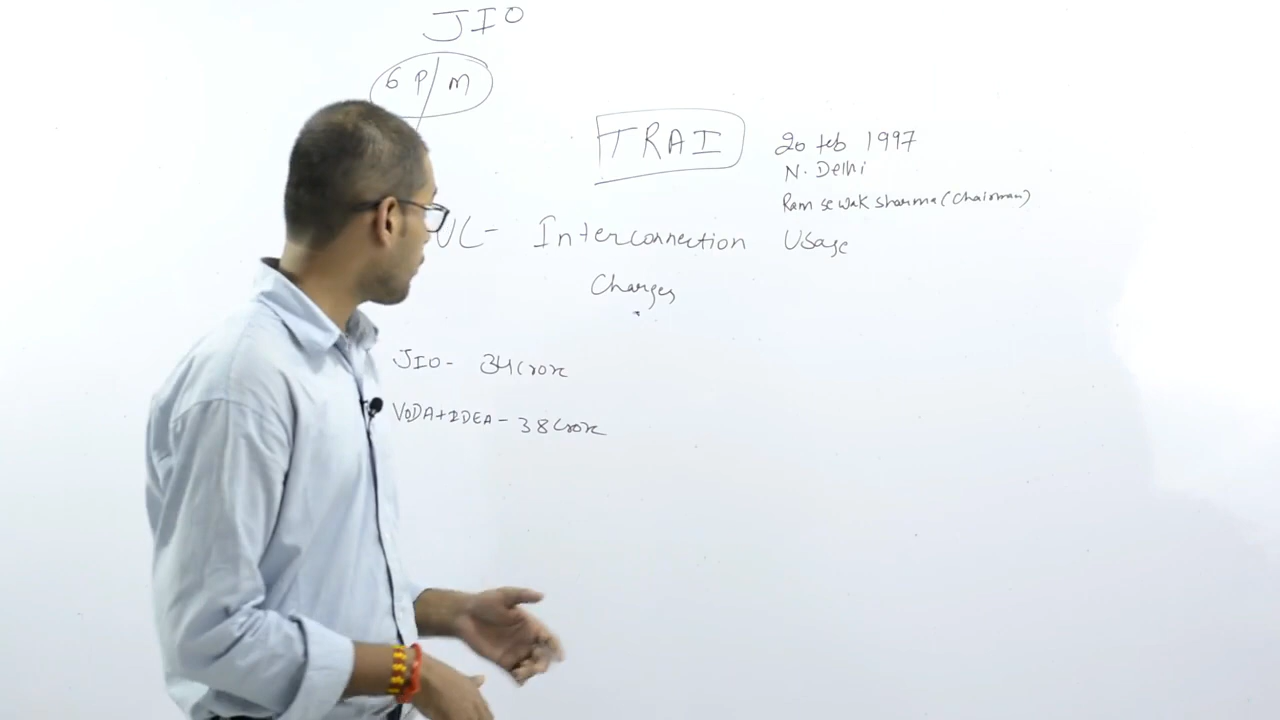 JIO
6 P/m
TRAI
20 feb 1997
N. Delhi
Ram sewak sharma (Chairman)
UC- Interconnection Usage
Charges
JIO- 34 Crore
VODA+IDEA- 38 Crore